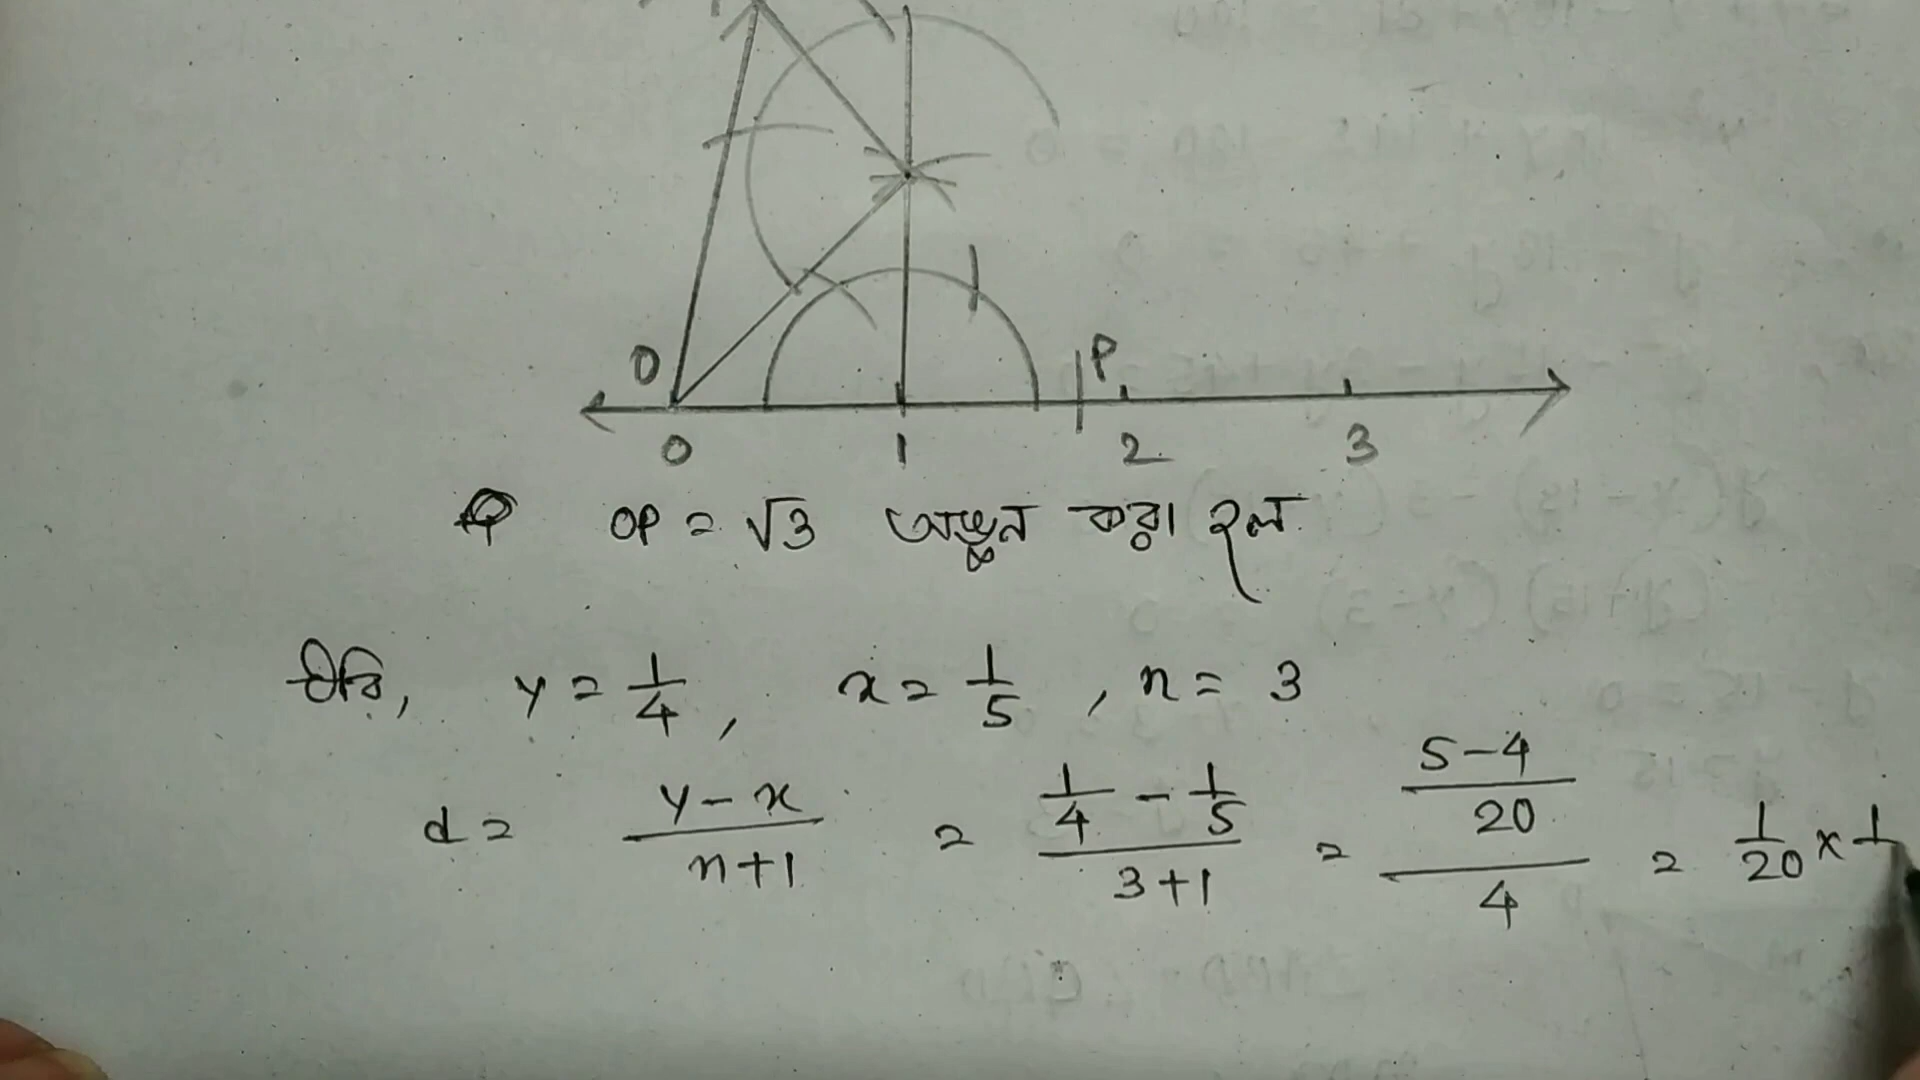 O P
0 1 2 3
OP = √3 অঙ্কন করা হল
ধরি, y = 1/4, x = 1/5, n = 3
d = (y - x)/(n+1) = (1/4 - 1/5)/(3+1) = ((5-4)/20)/4 = 1/20 × 1